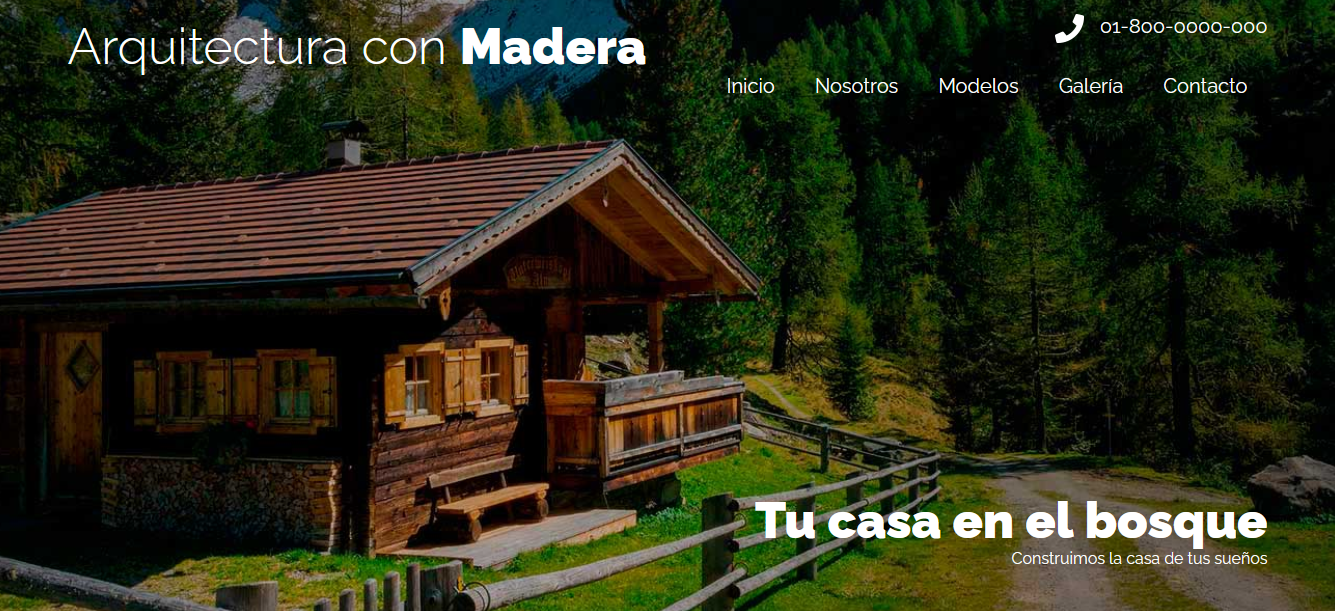 Arquitectura con Madera
01-800-0000-000
Inicio Nosotros Modelos Galería Contacto
Tu casa en el bosque
Construimos la casa de tus sueños